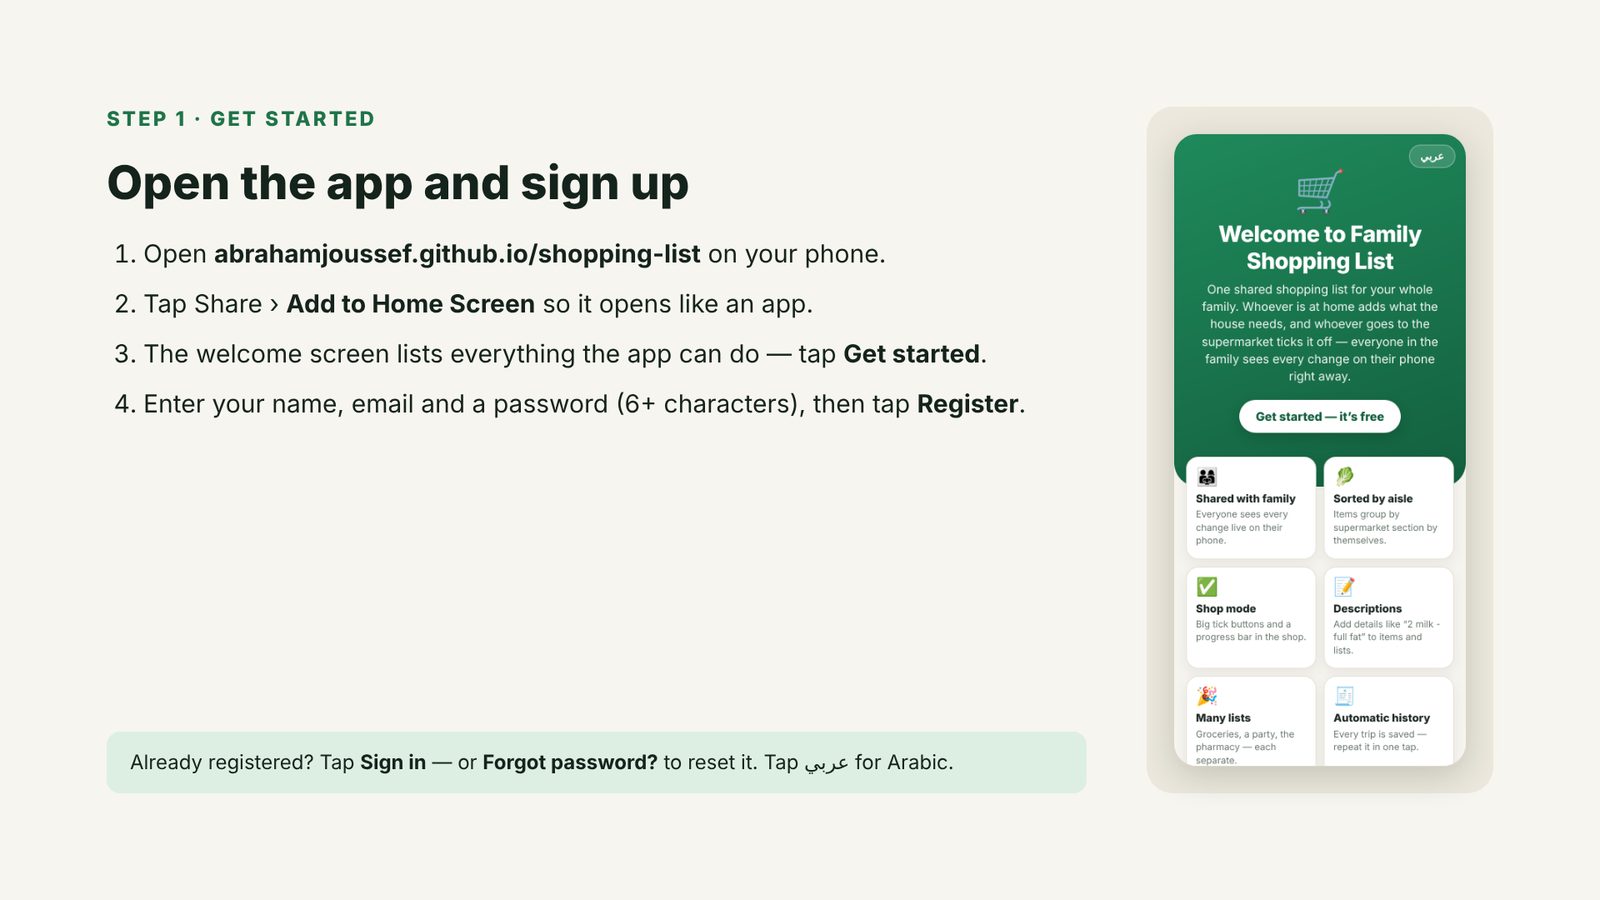 STEP 1 · GET STARTED
Open the app and sign up
1. Open abrahamjoussef.github.io/shopping-list on your phone.
2. Tap Share › Add to Home Screen so it opens like an app.
3. The welcome screen lists everything the app can do — tap Get started.
4. Enter your name, email and a password (6+ characters), then tap Register.
Already registered? Tap Sign in — or Forgot password? to reset it. Tap عربي for Arabic.
عربي
Welcome to Family
Shopping List
One shared shopping list for your whole
family. Whoever is at home adds what the
house needs, and whoever goes to the
supermarket ticks it off — everyone in the
family sees every change on their phone
right away.
Get started — it's free
Shared with family
Everyone sees every
change live on their
phone.
Sorted by aisle
Items group by
supermarket section by
themselves.
Shop mode
Big tick buttons and a
progress bar in the shop.
Descriptions
Add details like "2 milk -
full fat" to items and
lists.
Many lists
Groceries, a party, the
pharmacy — each
separate.
Automatic history
Every trip is saved —
repeat it in one tap.